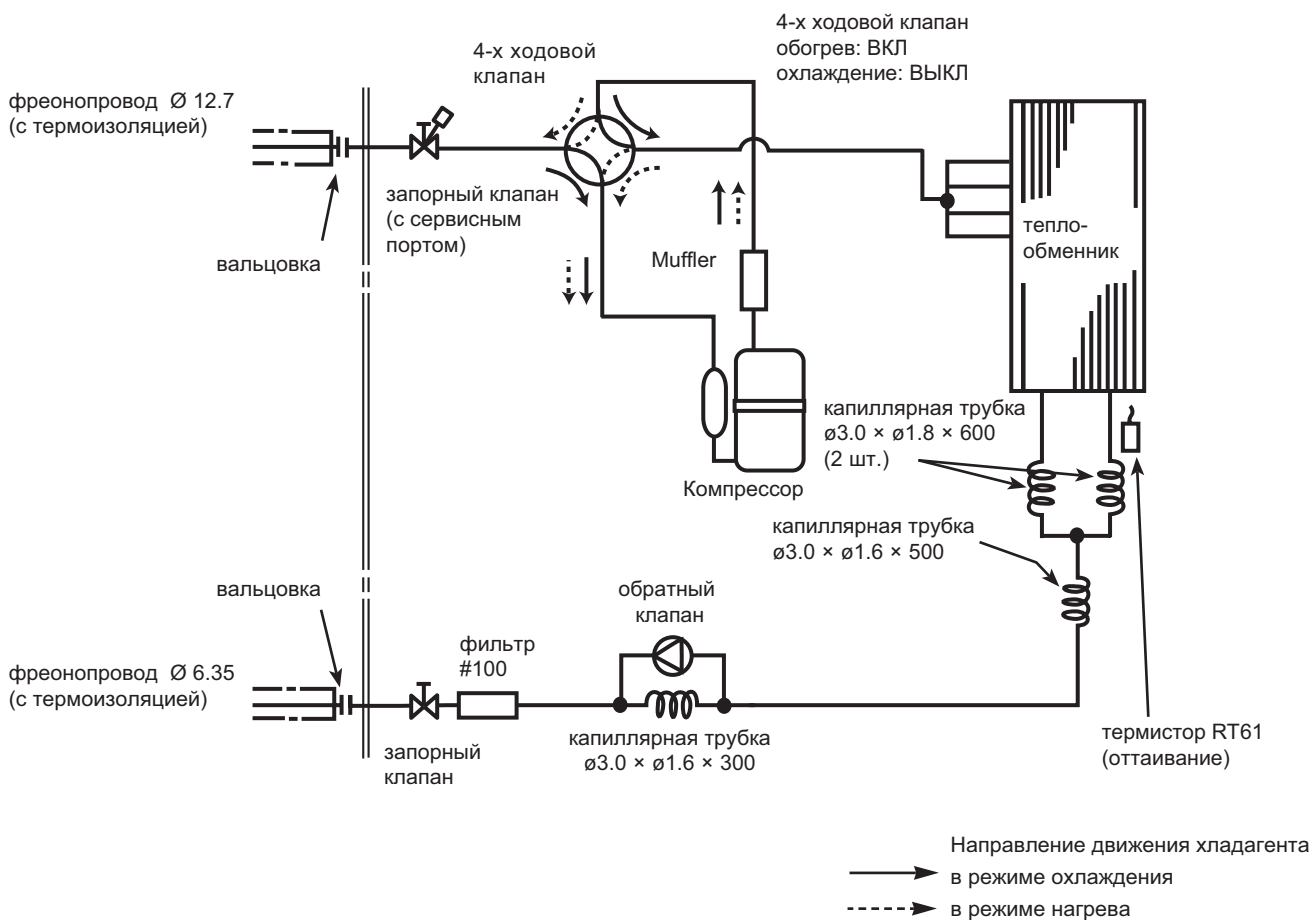 4-х ходовой клапан
обогрев: ВКЛ
охлаждение: ВЫКЛ
4-х ходовой
клапан
фреонопровод Ø 12.7
(с термоизоляцией)
запорный клапан
(с сервисным
портом)
вальцовка
Muffler
тепло-
обменник
Компрессор
капиллярная трубка
ø3.0 × ø1.8 × 600
(2 шт.)
капиллярная трубка
ø3.0 × ø1.6 × 500
вальцовка
обратный
клапан
фильтр
#100
фреонопровод Ø 6.35
(с термоизоляцией)
запорный
клапан
капиллярная трубка
ø3.0 × ø1.6 × 300
термистор RT61
(оттаивание)
Направление движения хладагента
в режиме охлаждения
в режиме нагрева